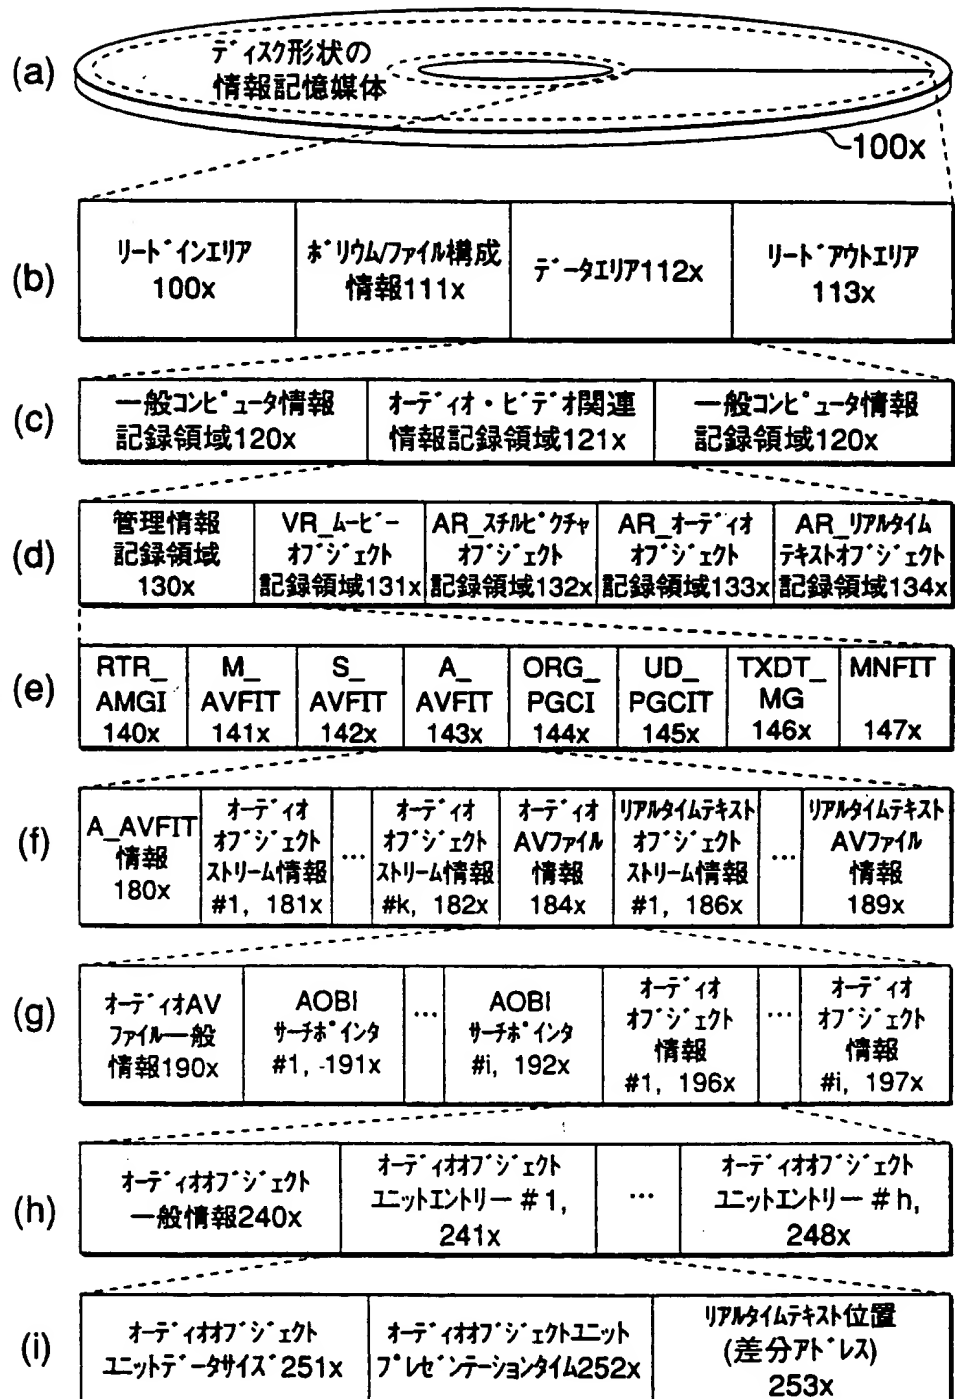 (a)
ディスク形状の
情報記憶媒体
100x
(b)
リードインエリア
100x
ボリウム/ファイル構成
情報111x
データエリア112x
リードアウトエリア
113x
(c)
一般コンピュータ情報
記録領域120x
オーディオ・ビデオ関連
情報記録領域121x
一般コンピュータ情報
記録領域120x
(d)
管理情報
記録領域
130x
VR_ムービー
オブジェクト
記録領域131x
AR_スチルピクチャ
オブジェクト
記録領域132x
AR_オーディオ
オブジェクト
記録領域133x
AR_リアルタイム
テキストオブジェクト
記録領域134x
(e)
RTR_
AMGI
140x
M_
AVFIT
141x
S_
AVFIT
142x
A_
AVFIT
143x
ORG_
PGCI
144x
UD_
PGCIT
145x
TXDT_
MG
146x
MNFIT
147x
(f)
A_AVFIT
情報
180x
オーディオ
オブジェクト
ストリーム情報
#1, 181x
…
オーディオ
オブジェクト
ストリーム情報
#k, 182x
オーディオ
AVファイル
情報
184x
リアルタイムテキスト
オブジェクト
ストリーム情報
#1, 186x
…
リアルタイムテキスト
AVファイル
情報
189x
(g)
オーディオAV
ファイル一般
情報190x
AOBI
サーチポインタ
#1, 191x
…
AOBI
サーチポインタ
#i, 192x
オーディオ
オブジェクト
情報
#1, 196x
…
オーディオ
オブジェクト
情報
#i, 197x
(h)
オーディオオブジェクト
一般情報240x
オーディオオブジェクト
ユニットエントリー #1,
241x
…
オーディオオブジェクト
ユニットエントリー #h,
248x
(i)
オーディオオブジェクト
ユニットデータサイズ251x
オーディオオブジェクトユニット
プレゼンテーションタイム252x
リアルタイムテキスト位置
(差分アドレス)
253x